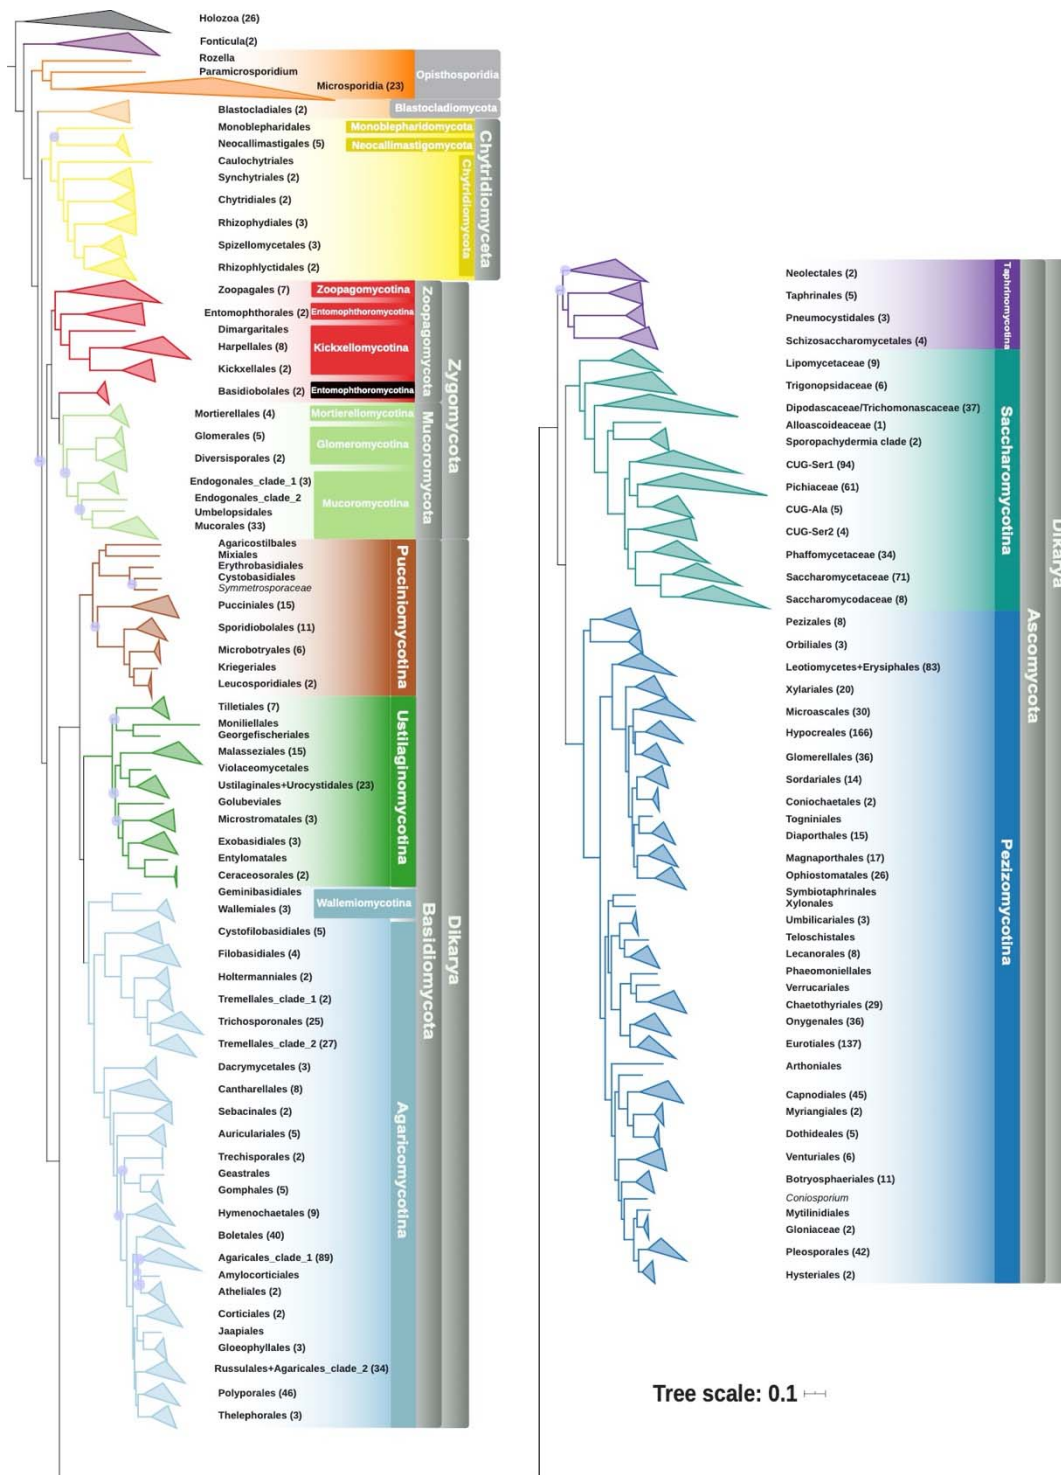 Holozoa (26)
Fonticula(2)
Rozella
Paramicrosporidium
Microsporidia (23)
Opisthosporidia
Blastocladiales (2)
Blastocladiomycota
Monoblepharidales
Monoblepharidomycota
Neocallimastigales (5)
Neocallimastigomycota
Caulochytriales
Synchytriales (2)
Chytridiales (2)
Rhizophydiales (3)
Spizellomycetales (3)
Rhizophlyctidales (2)
Chytridiomycota
Chytridiomyceta
Zoopagales (7)
Zoopagomycotina
Entomophthorales (2)
Entomophthoromycotina
Dimargaritales
Harpellales (8)
Kickxellomycotina
Kickxellales (2)
Basidiobolales (2)
Entomophthoromycotina
Zoopagomycota
Mortierellales (4)
Mortierellomycotina
Glomerales (5)
Glomeromycotina
Diversisporales (2)
Endogonales_clade_1 (3)
Endogonales_clade_2
Mucoromycotina
Umbelopsidales
Mucorales (33)
Mucoromycota
Zygomycota
Agaricostilbales
Mixiales
Erythrobasidiales
Cystobasidiales
Symmetrosporaceae
Pucciniales (15)
Sporidiobolales (11)
Microbotryales (6)
Kriegeriales
Leucosporidiales (2)
Pucciniomycotina
Tilletiales (7)
Moniliellales
Georgefischeriales
Malasseziales (15)
Violaceomycetales
Ustilaginales+Urocystidales (23)
Golubeviales
Microstromatales (3)
Exobasidiales (3)
Entylomatales
Ceraceosorales (2)
Ustilaginomycotina
Geminibasidiales
Wallemiales (3)
Wallemiomycotina
Cystofilobasidiales (5)
Filobasidiales (4)
Holtermanniales (2)
Tremellales_clade_1 (2)
Trichosporonales (25)
Tremellales_clade_2 (27)
Dacrymycetales (3)
Cantharellales (8)
Sebacinales (2)
Auriculariales (5)
Trechisporales (2)
Geastrales
Gomphales (5)
Hymenochaetales (9)
Boletales (40)
Agaricales_clade_1 (89)
Amylocorticiales
Atheliales (2)
Corticiales (2)
Jaapiales
Gloeophyllales (3)
Russulales+Agaricales_clade_2 (34)
Polyporales (46)
Thelephorales (3)
Agaricomycotina
Basidiomycota
Dikarya
Neolectales (2)
Taphrinales (5)
Pneumocystidales (3)
Schizosaccharomycetales (4)
Taphrinomycotina
Lipomycetaceae (9)
Trigonopsidaceae (6)
Dipodascaceae/Trichomonascaceae (37)
Alloascoideaceae (1)
Sporopachydermia clade (2)
CUG-Ser1 (94)
Pichiaceae (61)
CUG-Ala (5)
CUG-Ser2 (4)
Phaffomycetaceae (34)
Saccharomycetaceae (71)
Saccharomycodaceae (8)
Saccharomycotina
Pezizales (8)
Orbiliales (3)
Leotiomycetes+Erysiphales (83)
Xylariales (20)
Microascales (30)
Hypocreales (166)
Glomerellales (36)
Sordariales (14)
Coniochaetales (2)
Togniniales
Diaporthales (15)
Magnaporthales (17)
Ophiostomatales (26)
Symbiotaphrinales
Xylonales
Umbilicariales (3)
Teloschistales
Lecanorales (8)
Phaeomoniellales
Verrucariales
Chaetothyriales (29)
Onygenales (36)
Eurotiales (137)
Arthoniales
Capnodiales (45)
Myriangiales (2)
Dothideales (5)
Venturiales (6)
Botryosphaeriales (11)
Coniosporium
Mytilinidiales
Gloniaceae (2)
Pleosporales (42)
Hysteriales (2)
Pezizomycotina
Ascomycota
Dikarya
Tree scale: 0.1